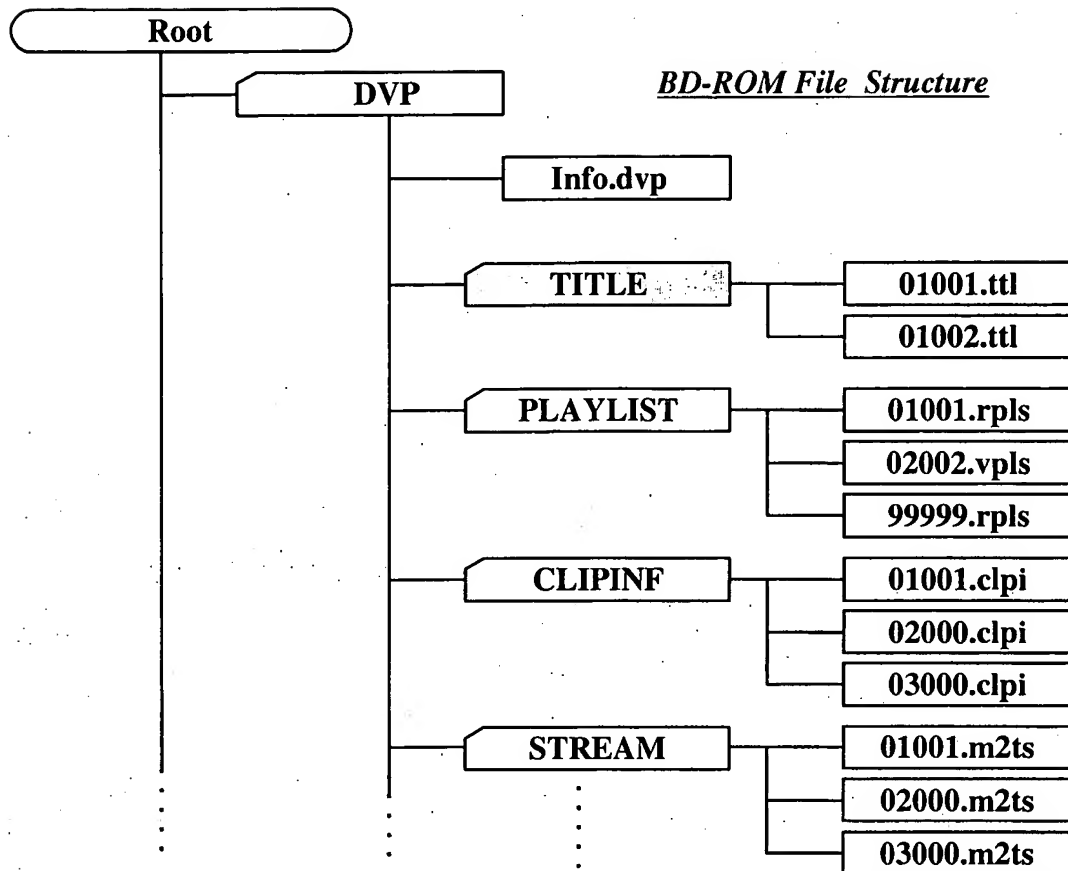 Root
DVP
BD-ROM File Structure
Info.dvp
TITLE
01001.ttl
01002.ttl
PLAYLIST
01001.rpls
02002.vpls
99999.rpls
CLIPINF
01001.clpi
02000.clpi
03000.clpi
STREAM
01001.m2ts
02000.m2ts
03000.m2ts